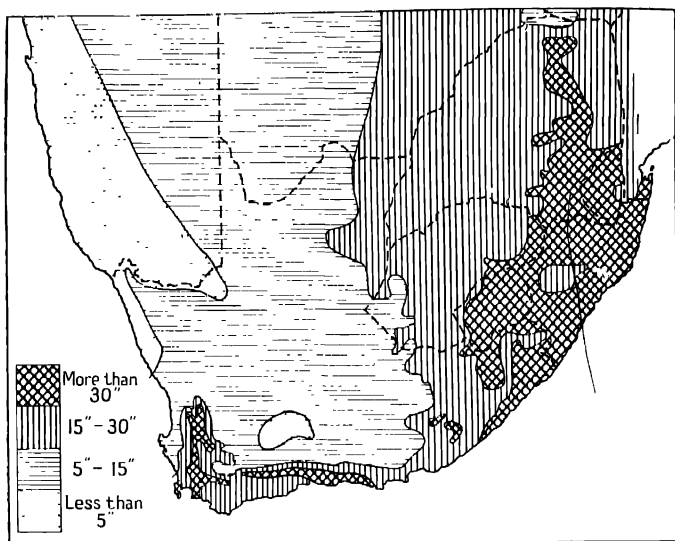 More than
30"
15" - 30"
5" - 15"
Less than
5"